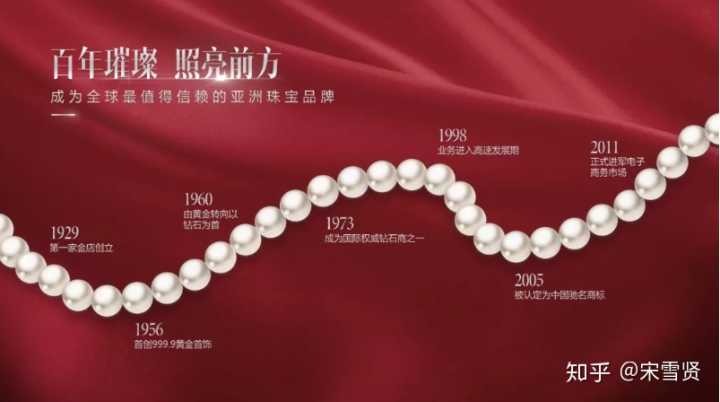 百年璀璨 照亮前方
成为全球最值得信赖的亚洲珠宝品牌
1929
第一家金店创立
1956
首创999.9黄金首饰
1960
由黄金转向以
钻石为首
1973
成为国际权威钻石商之一
1998
业务进入高速发展期
2005
被认定为中国驰名商标
2011
正式进军电子
商务市场
知乎 @宋雪贤